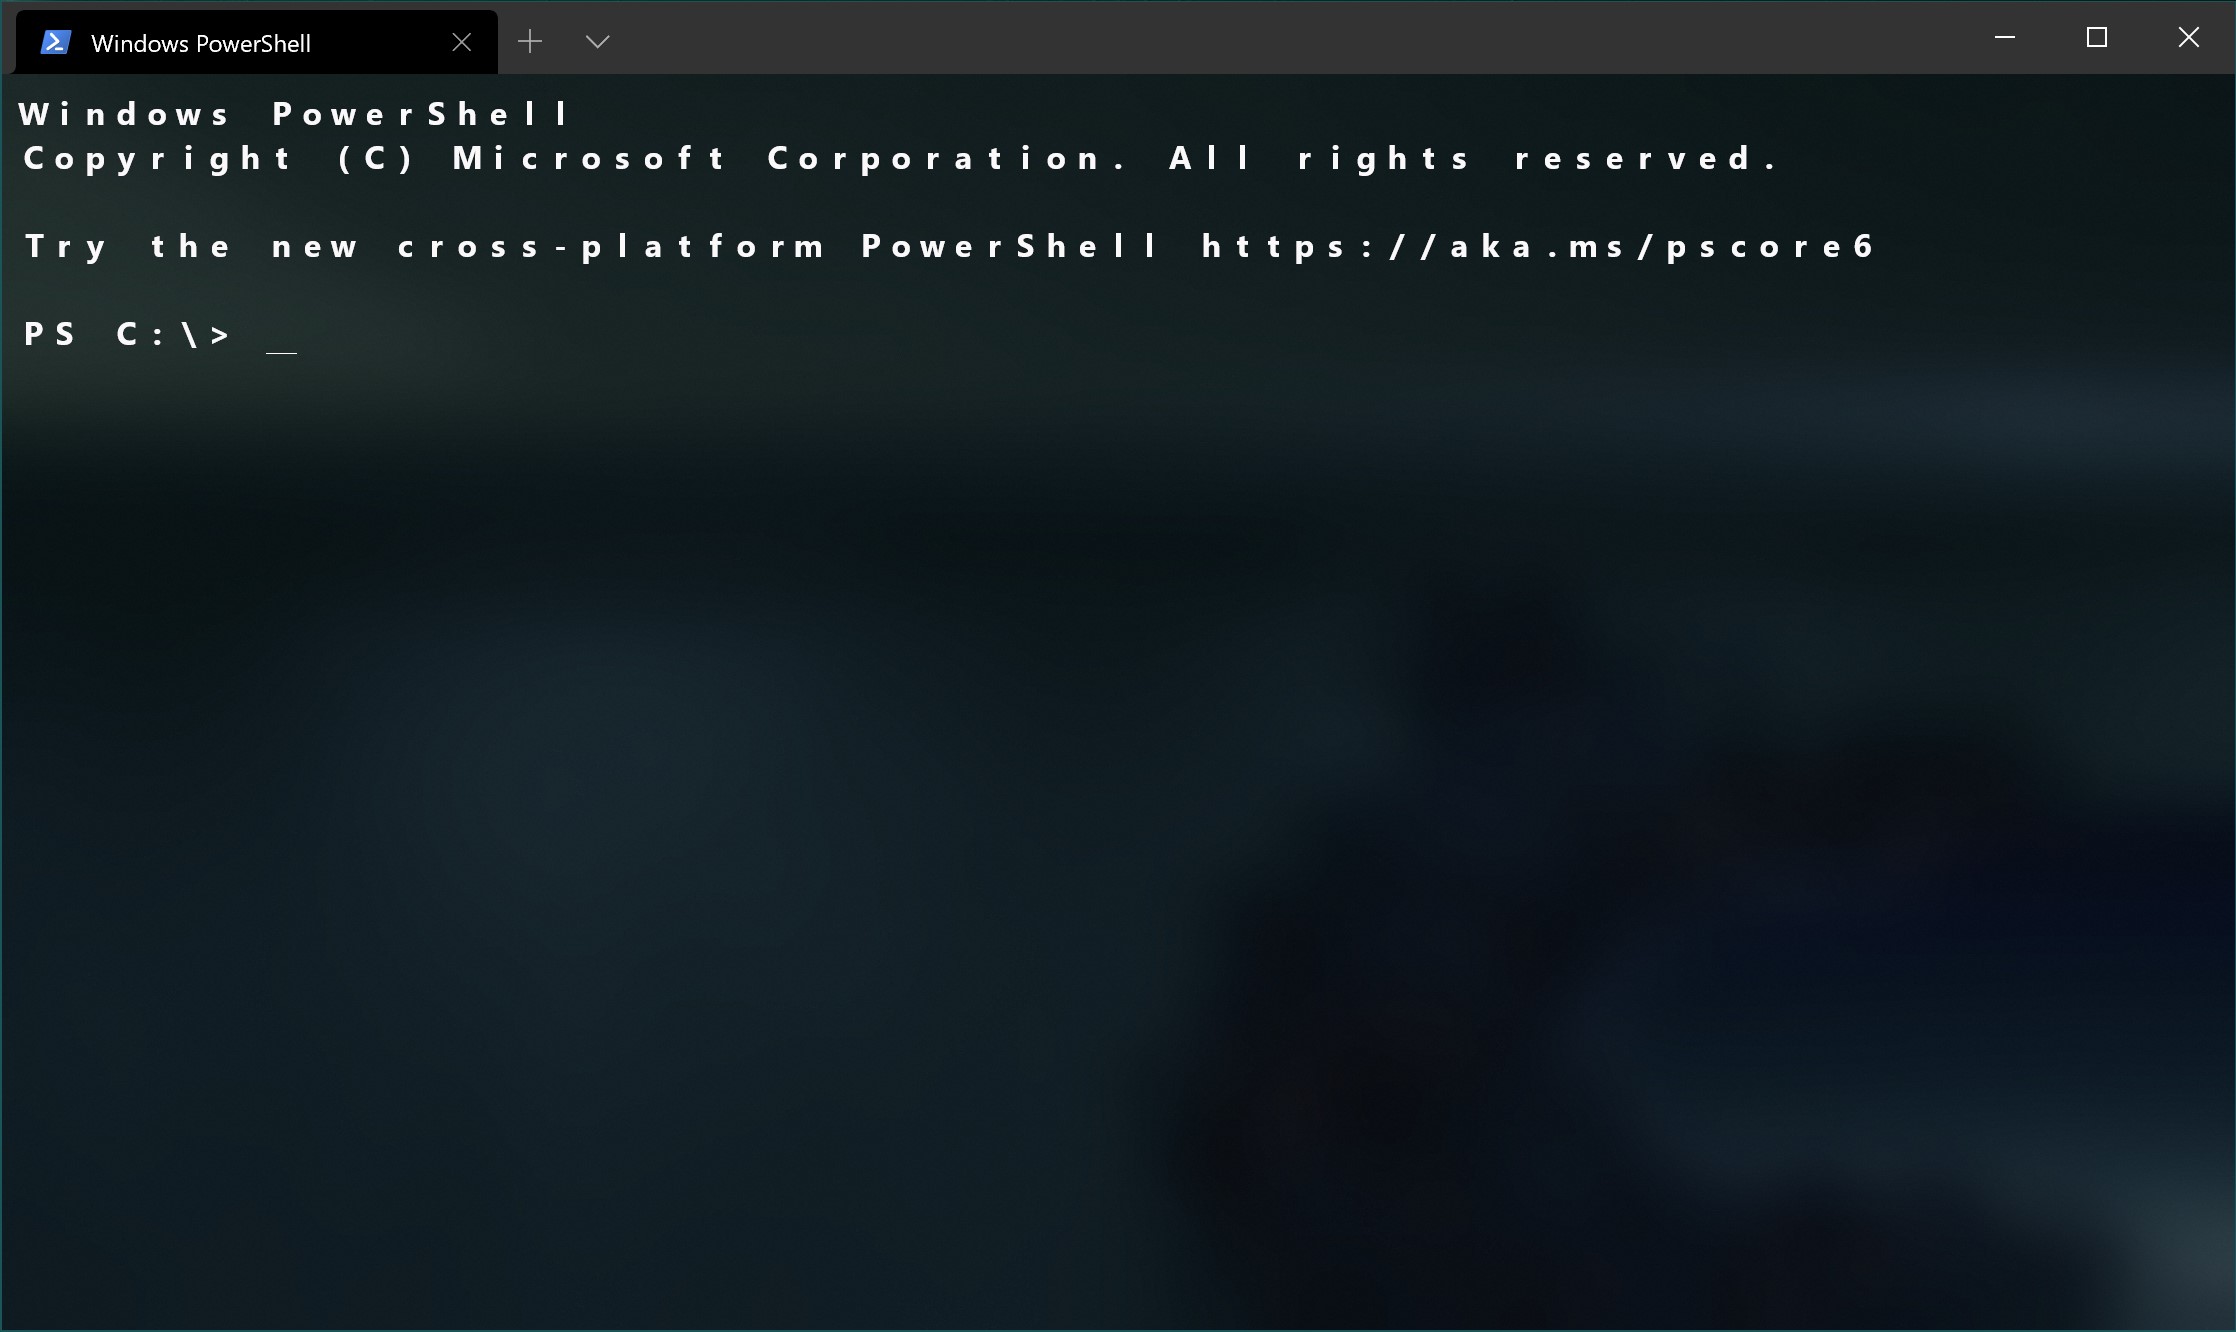 Windows PowerShell
Windows PowerShell
Copyright (C) Microsoft Corporation. All rights reserved.
Try the new cross-platform PowerShell https://aka.ms/pscore6
PS C:\> _